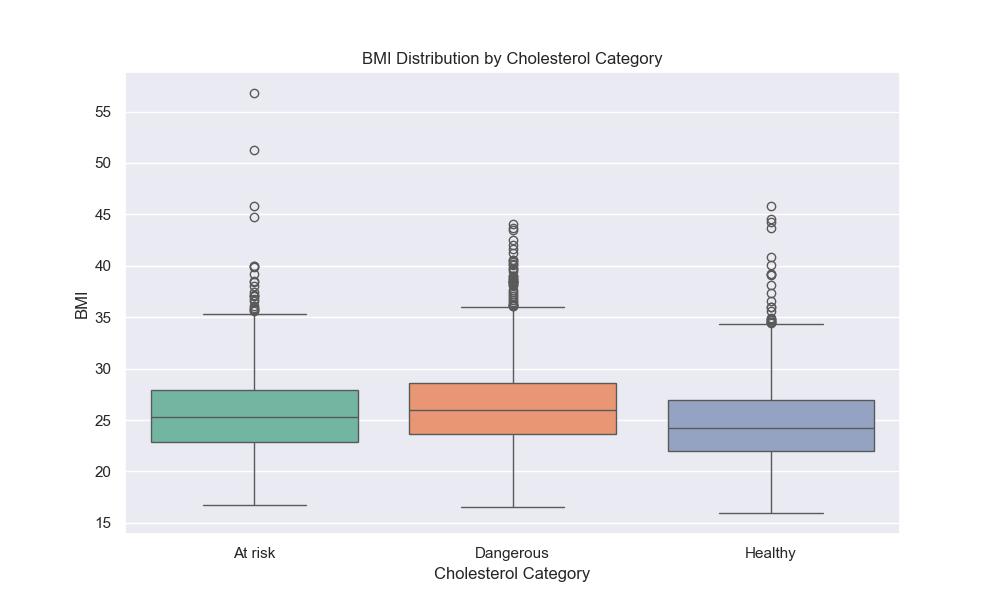 BMI Distribution by Cholesterol Category
55
50
45
40
35
30
25
20
15
BMI
At risk
Dangerous
Healthy
Cholesterol Category